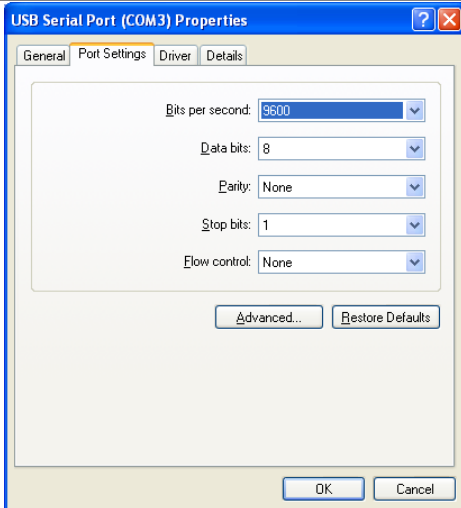 USB Serial Port (COM3) Properties
General Port Settings Driver Details
Bits per second: 9600
Data bits: 8
Parity: None
Stop bits: 1
Flow control: None
Advanced... Restore Defaults
OK Cancel